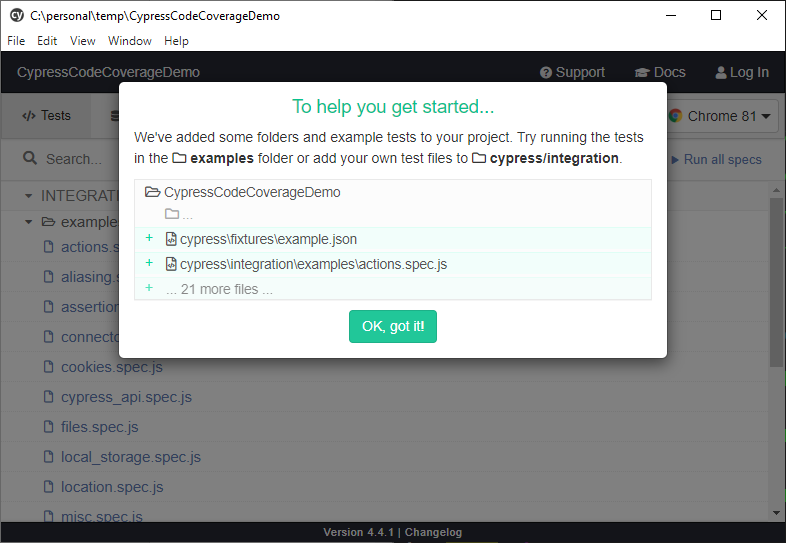 C:\personal\temp\CypressCodeCoverageDemo
File Edit View Window Help
CypressCodeCoverageDemo Support Docs Log In
Tests Chrome 81
To help you get started...
We've added some folders and example tests to your project. Try running the tests
in the examples folder or add your own test files to cypress/integration.
CypressCodeCoverageDemo
...
+ cypress\fixtures\example.json
+ cypress\integration\examples\actions.spec.js
+ ... 21 more files ...
OK, got it!
Search... Run all specs
INTEGRATI
example
actions.s
aliasing.s
assertion
connecto
cookies.spec.js
cypress_api.spec.js
files.spec.js
local_storage.spec.js
location.spec.js
misc.spec.js
Version 4.4.1 | Changelog